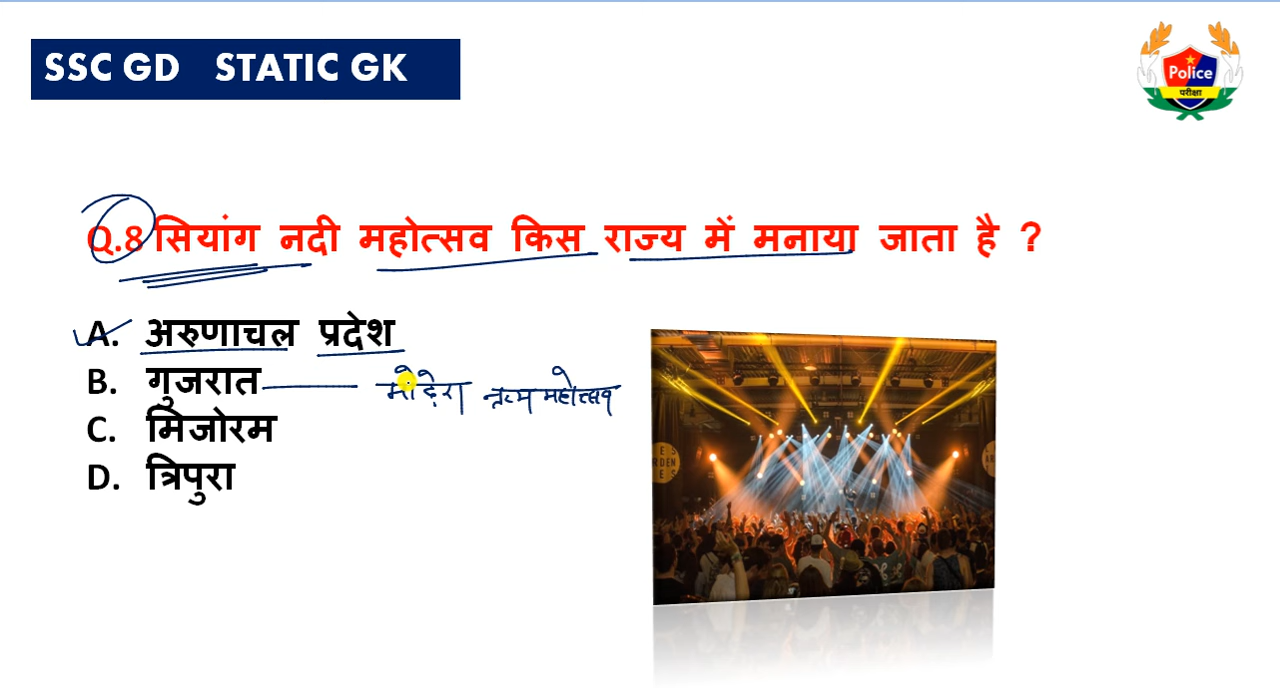 SSC GD STATIC GK
Police
परीक्षा
Q.8 सियांग नदी महोत्सव किस राज्य में मनाया जाता है ?
A. अरुणाचल प्रदेश
B. गुजरात मोढ़ेरा नृत्य महोत्सव
C. मिजोरम
D. त्रिपुरा